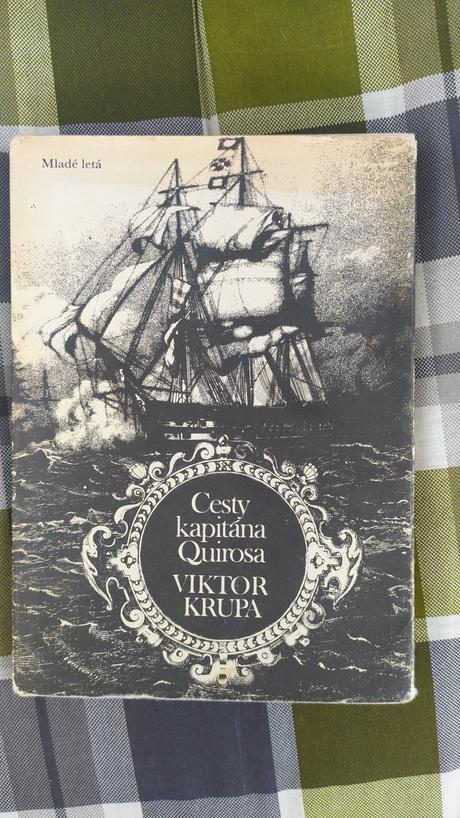 Mladé letá
Cesty
kapitána
Quirosa
VIKTOR
KRUPA